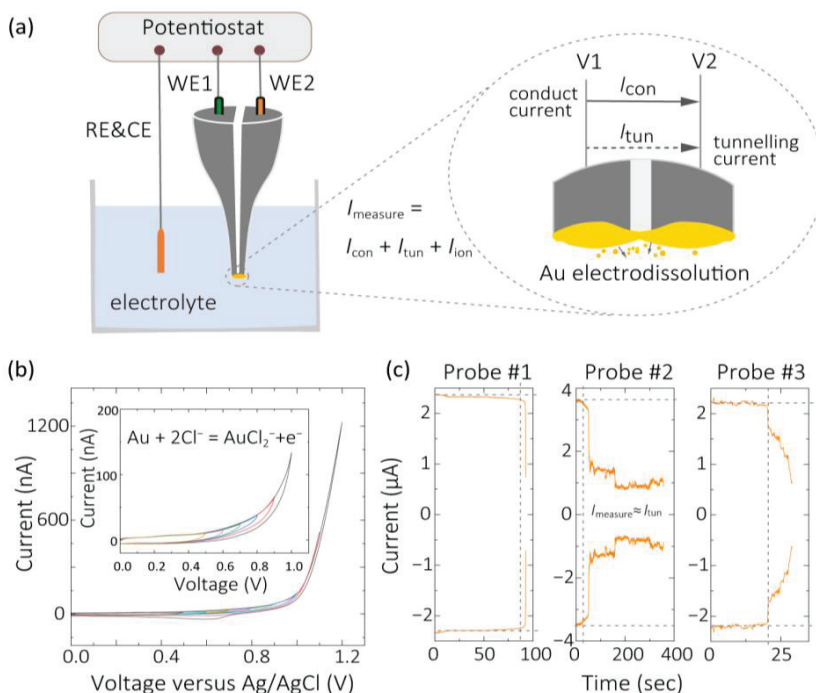 (a)
Potentiostat
WE1
WE2
RE&CE
electrolyte
I_measure =
I_con + I_tun + I_ion
V1
V2
I_con
conduct
current
I_tun
tunnelling
current
Au electrodissolution
(b)
Current (nA)
1200
600
0
0.0 0.4 0.8 1.2
Voltage versus Ag/AgCl (V)
Current (nA)
200
100
0
Au + 2Cl⁻ = AuCl₂⁻+e⁻
0.0 0.2 0.4 0.6 0.8 1.0
Voltage (V)
(c)
Probe #1
Probe #2
Probe #3
Current (µA)
2
1
0
−1
−2
0 50 100
4
2
0
−2
−4
I_measure ≈ I_tun
0 200 400
2
1
0
−1
−2
0 10 20 30
Time (sec)